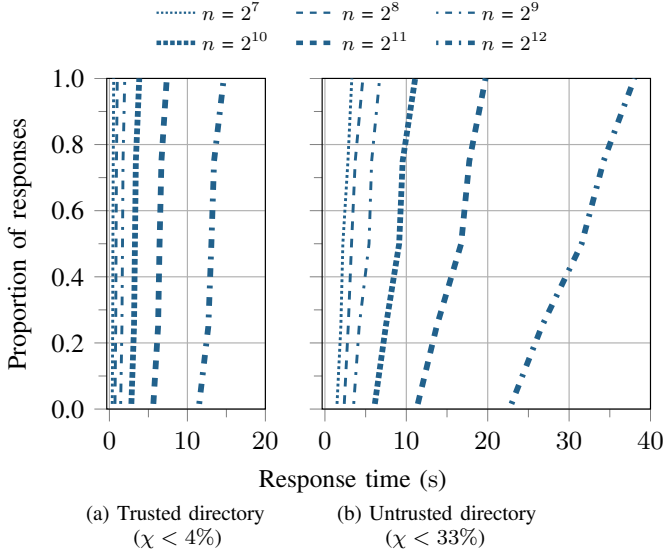 n = 2^7 n = 2^8 n = 2^9
n = 2^10 n = 2^11 n = 2^12
Proportion of responses
1.0
0.8
0.6
0.4
0.2
0.0
0 10 20 0 10 20 30 40
Response time (s)
(a) Trusted directory
(χ < 4%)
(b) Untrusted directory
(χ < 33%)